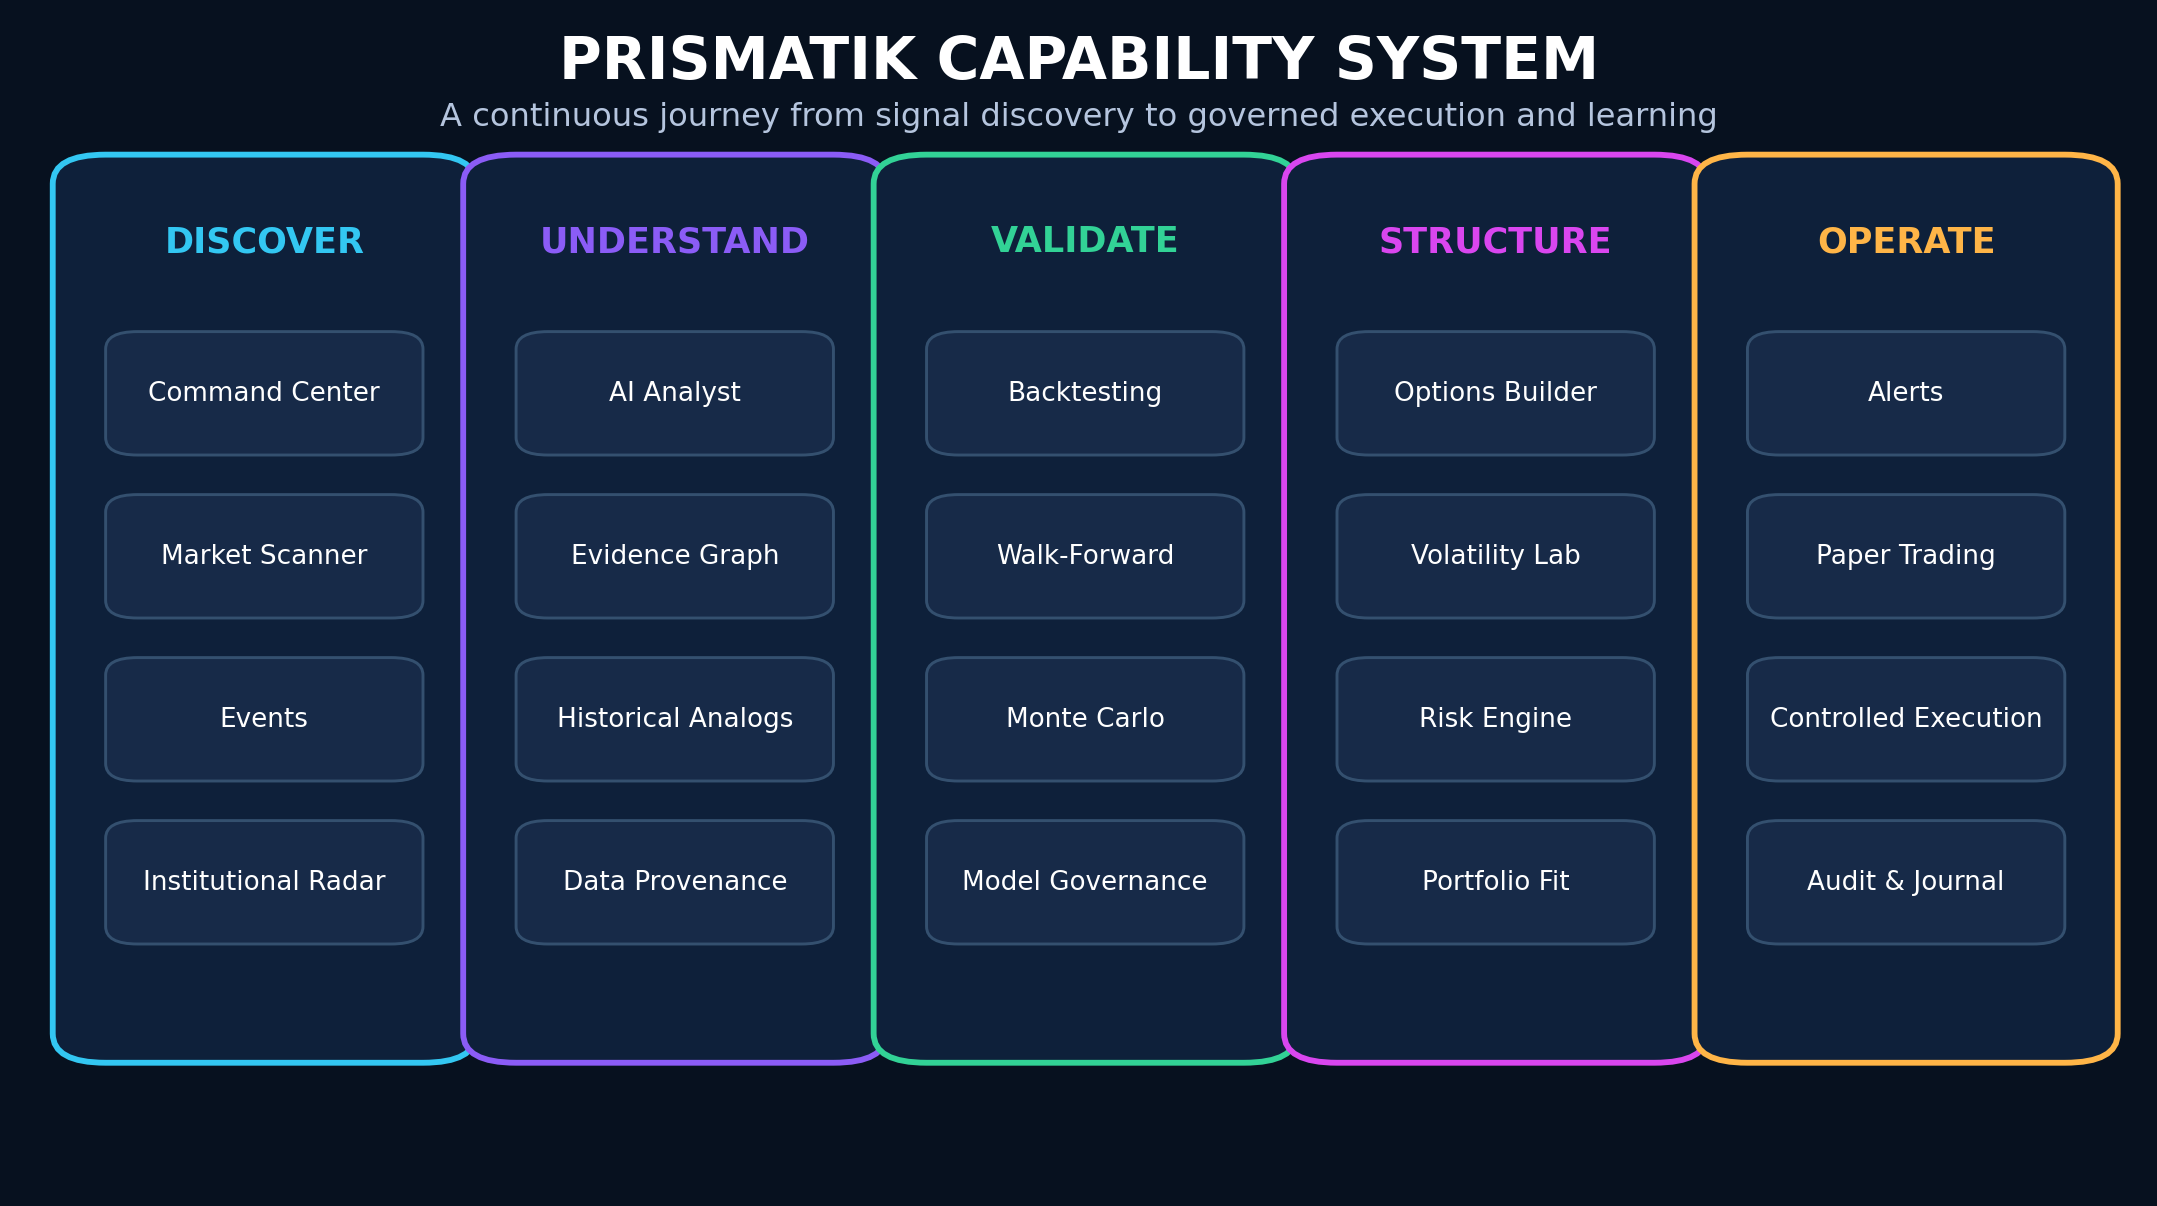 PRISMATIK CAPABILITY SYSTEM
A continuous journey from signal discovery to governed execution and learning
DISCOVER
Command Center
Market Scanner
Events
Institutional Radar
UNDERSTAND
AI Analyst
Evidence Graph
Historical Analogs
Data Provenance
VALIDATE
Backtesting
Walk-Forward
Monte Carlo
Model Governance
STRUCTURE
Options Builder
Volatility Lab
Risk Engine
Portfolio Fit
OPERATE
Alerts
Paper Trading
Controlled Execution
Audit & Journal